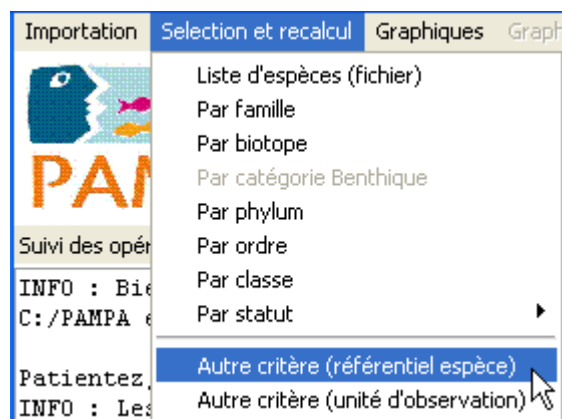 Importation Selection et recalcul Graphiques Graph
Liste d'espèces (fichier)
Par famille
Par biotope
Par catégorie Benthique
Par phylum
Par ordre
Par classe
Par statut
Autre critère (référentiel espèce)
Autre critère (unité d'observation)
PAM
Suivi des opér
INFO : Bie
C:/PAMPA
Patientez,
INFO : Les